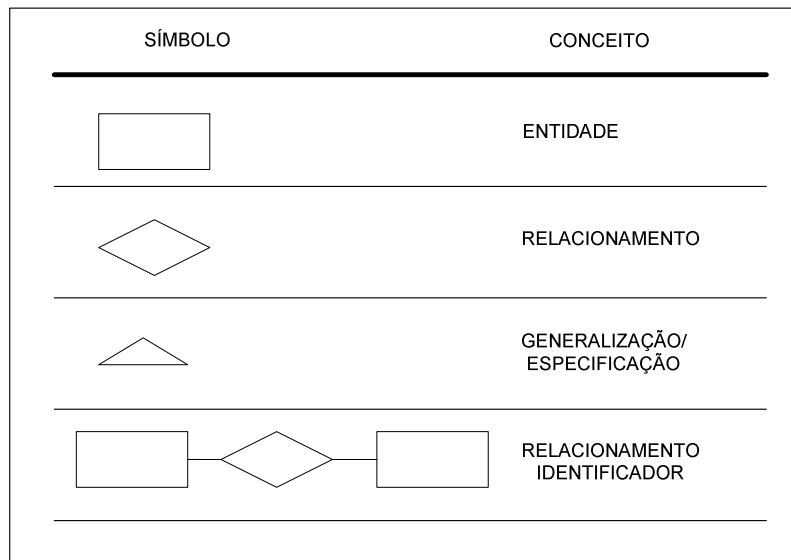 SÍMBOLO CONCEITO
ENTIDADE
RELACIONAMENTO
GENERALIZAÇÃO/
ESPECIFICAÇÃO
RELACIONAMENTO
IDENTIFICADOR